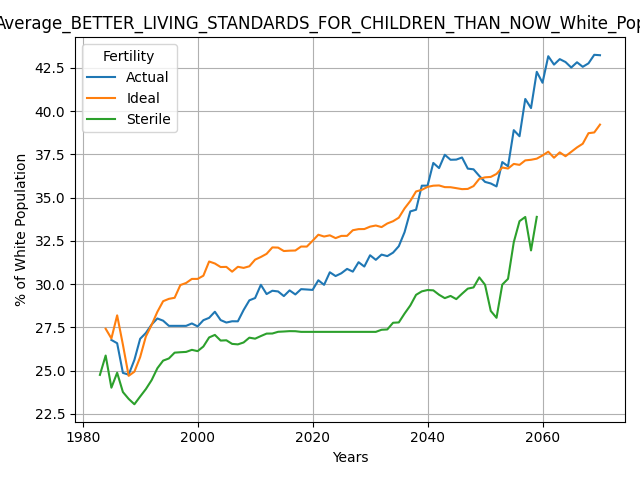 Average_BETTER_LIVING_STANDARDS_FOR_CHILDREN_THAN_NOW_White_Pop
Fertility
Actual
Ideal
Sterile
% of White Population
42.5
40.0
37.5
35.0
32.5
30.0
27.5
25.0
22.5
1980
2000
2020
2040
2060
Years